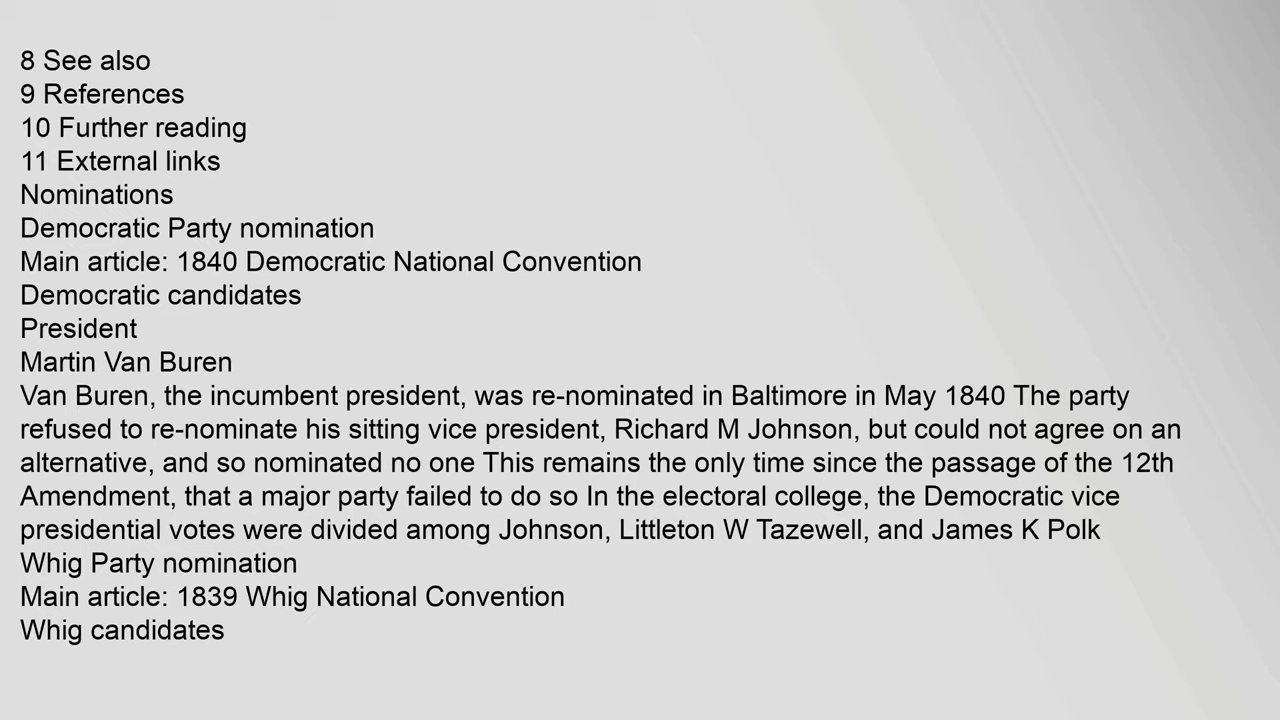 8 See also
9 References
10 Further reading
11 External links
Nominations
Democratic Party nomination
Main article: 1840 Democratic National Convention
Democratic candidates
President
Martin Van Buren
Van Buren, the incumbent president, was re-nominated in Baltimore in May 1840 The party
refused to re-nominate his sitting vice president, Richard M Johnson, but could not agree on an
alternative, and so nominated no one This remains the only time since the passage of the 12th
Amendment, that a major party failed to do so In the electoral college, the Democratic vice
presidential votes were divided among Johnson, Littleton W Tazewell, and James K Polk
Whig Party nomination
Main article: 1839 Whig National Convention
Whig candidates